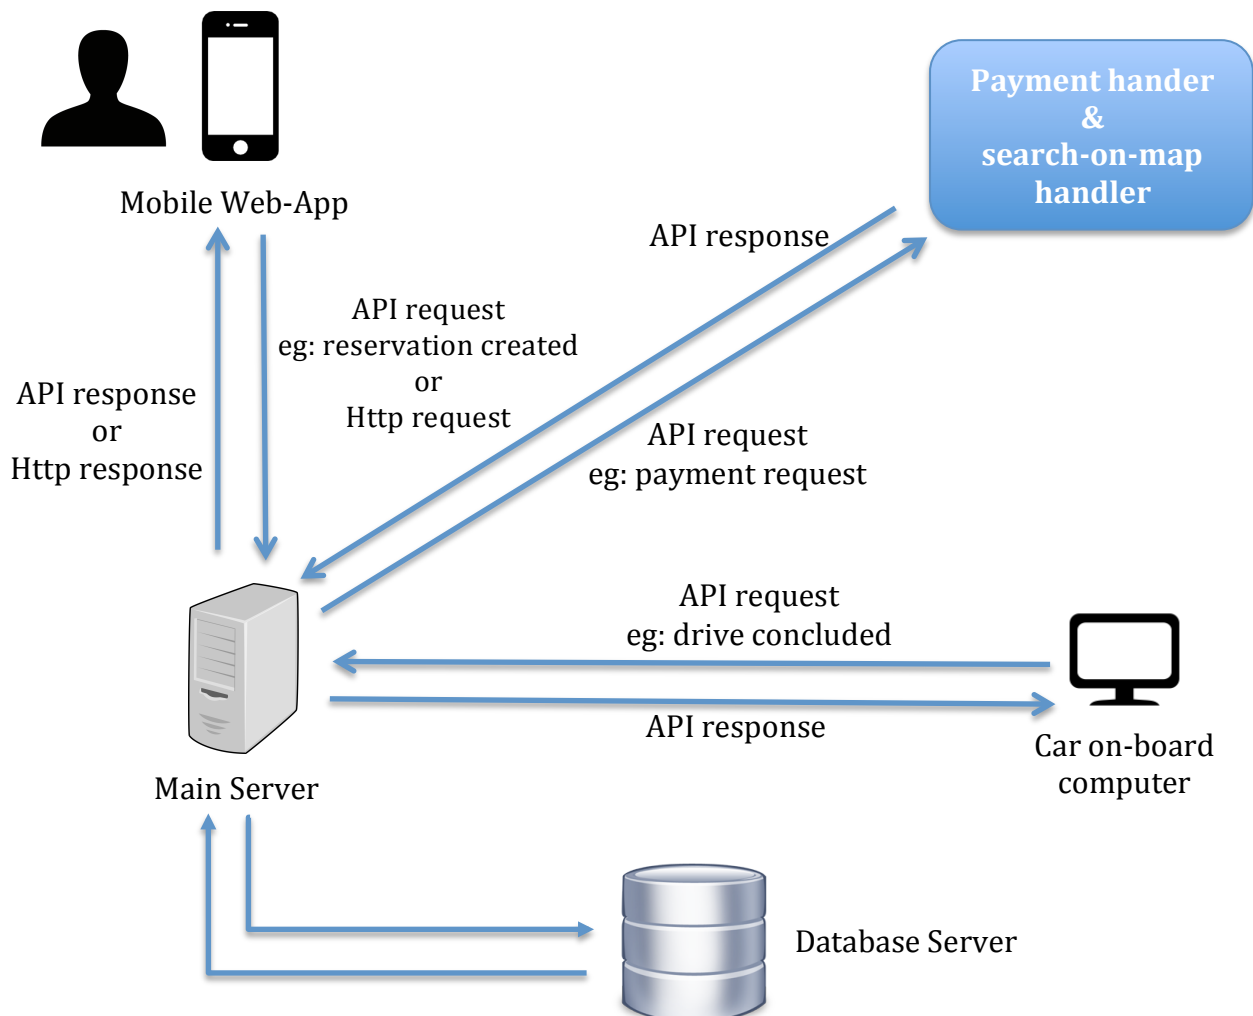 Payment hander
&
search-on-map
handler
Mobile Web-App
API response
API request
eg: reservation created
or
Http request
API response
or
Http response
API request
eg: payment request
API request
eg: drive concluded
API response
Car on-board
computer
Main Server
Database Server